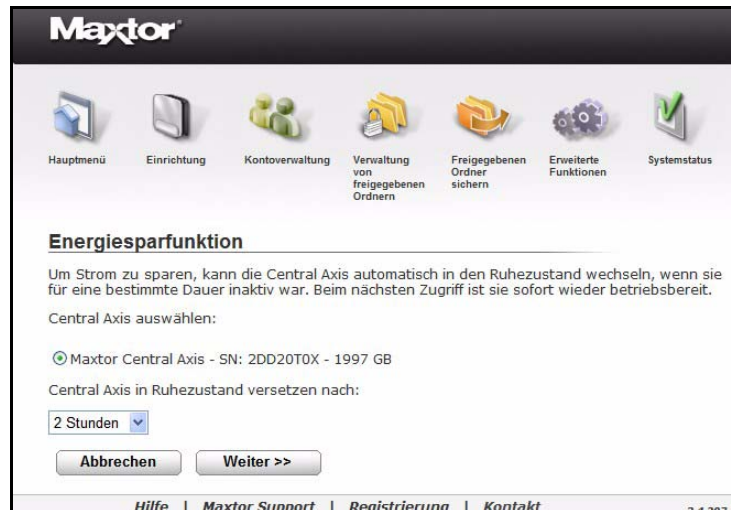 Maxtor
Hauptmenü
Einrichtung
Kontoverwaltung
Verwaltung
von
freigegebenen
Ordnern
Freigegebenen
Ordner
sichern
Erweiterte
Funktionen
Systemstatus
Energiesparfunktion
Um Strom zu sparen, kann die Central Axis automatisch in den Ruhezustand wechseln, wenn sie
für eine bestimmte Dauer inaktiv war. Beim nächsten Zugriff ist sie sofort wieder betriebsbereit.
Central Axis auswählen:
Maxtor Central Axis - SN: 2DD20T0X - 1997 GB
Central Axis in Ruhezustand versetzen nach:
2 Stunden
Abbrechen Weiter >>
Hilfe | Maxtor Support | Registrierung | Kontakt